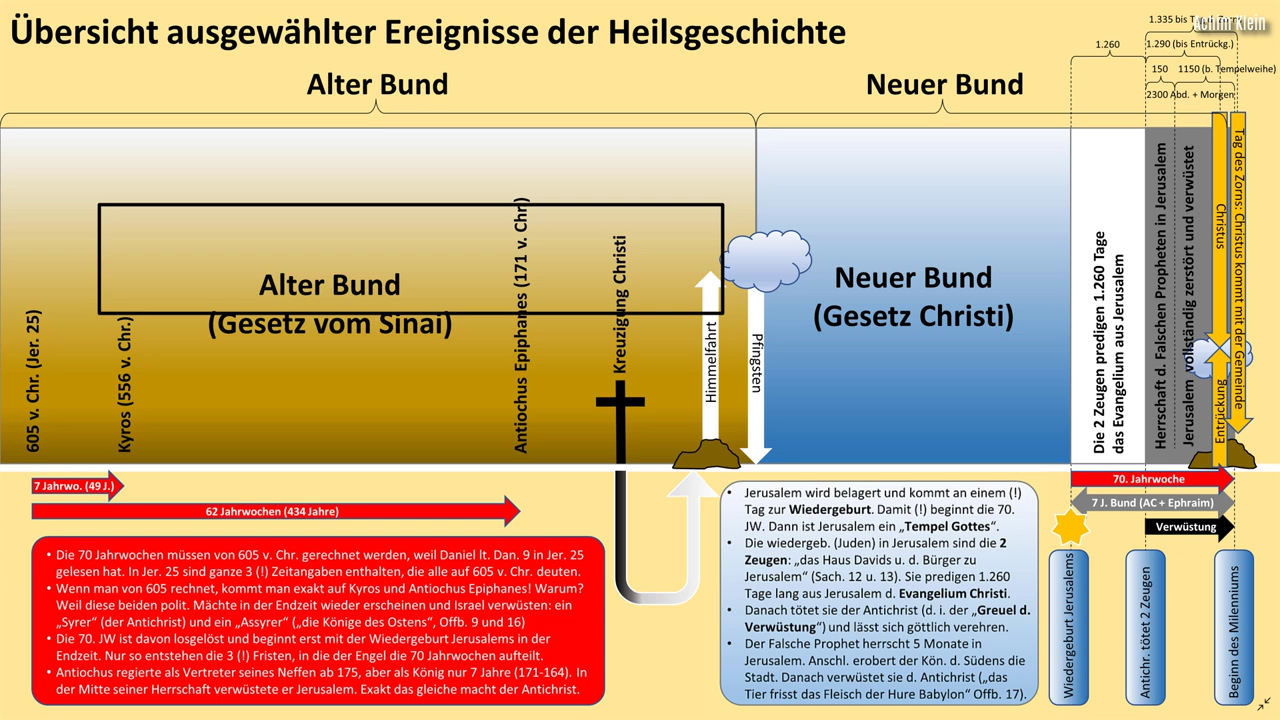 Übersicht ausgewählter Ereignisse der Heilsgeschichte
Achim Klein
Alter Bund
Neuer Bund
1.260
1.335 bis
1.290 (bis Entrückg.)
150
1150 (b. Tempelweihe)
2300 Abd. + Morgen
605 v. Chr. (Jer. 25)
Kyros (556 v. Chr.)
Alter Bund
(Gesetz vom Sinai)
Antiochus Epiphanes (171 v. Chr)
Kreuzigung Christi
Himmelfahrt
Pfingsten
Neuer Bund
(Gesetz Christi)
Die 2 Zeugen predigen 1.260 Tage
das Evangelium aus Jerusalem
Herrschaft d. Falschen Propheten in Jerusalem
Jerusalem vollständig zerstört und verwüstet
Christus
Entrückung
Tag des Zorns: Christus kommt mit der Gemeinde
7 Jahrwo. (49 J.)
62 Jahrwochen (434 Jahre)
70. Jahrwoche
7 J. Bund (AC + Ephraim)
Verwüstung
• Die 70 Jahrwochen müssen von 605 v. Chr. gerechnet werden, weil Daniel lt. Dan. 9 in Jer. 25
gelesen hat. In Jer. 25 sind ganze 3 (!) Zeitangaben enthalten, die alle auf 605 v. Chr. deuten.
• Wenn man von 605 rechnet, kommt man exakt auf Kyros und Antiochus Epiphanes! Warum?
Weil diese beiden polit. Mächte in der Endzeit wieder erscheinen und Israel verwüsten: ein
„Syrer“ (der Antichrist) und ein „Assyrer“ („die Könige des Ostens“, Offb. 9 und 16)
• Die 70. JW ist davon losgelöst und beginnt erst mit der Wiedergeburt Jerusalems in der
Endzeit. Nur so entstehen die 3 (!) Fristen, in die der Engel die 70 Jahrwochen aufteilt.
• Antiochus regierte als Vertreter seines Neffen ab 175, aber als König nur 7 Jahre (171-164). In
der Mitte seiner Herrschaft verwüstete er Jerusalem. Exakt das gleiche macht der Antichrist.
• Jerusalem wird belagert und kommt an einem (!)
Tag zur Wiedergeburt. Damit (!) beginnt die 70.
JW. Dann ist Jerusalem ein „Tempel Gottes“.
• Die wiedergeb. (Juden) in Jerusalem sind die 2
Zeugen: „das Haus Davids u. d. Bürger zu
Jerusalem“ (Sach. 12 u. 13). Sie predigen 1.260
Tage lang aus Jerusalem d. Evangelium Christi.
• Danach tötet sie der Antichrist (d. i. der „Greuel d.
Verwüstung“) und lässt sich göttlich verehren.
• Der Falsche Prophet herrscht 5 Monate in
Jerusalem. Anschl. erobert der Kön. d. Südens die
Stadt. Danach verwüstet sie d. Antichrist („das
Tier frisst das Fleisch der Hure Babylon“ Offb. 17).
Wiedergeburt Jerusalems
Antichr. tötet 2 Zeugen
Beginn des Milenniums